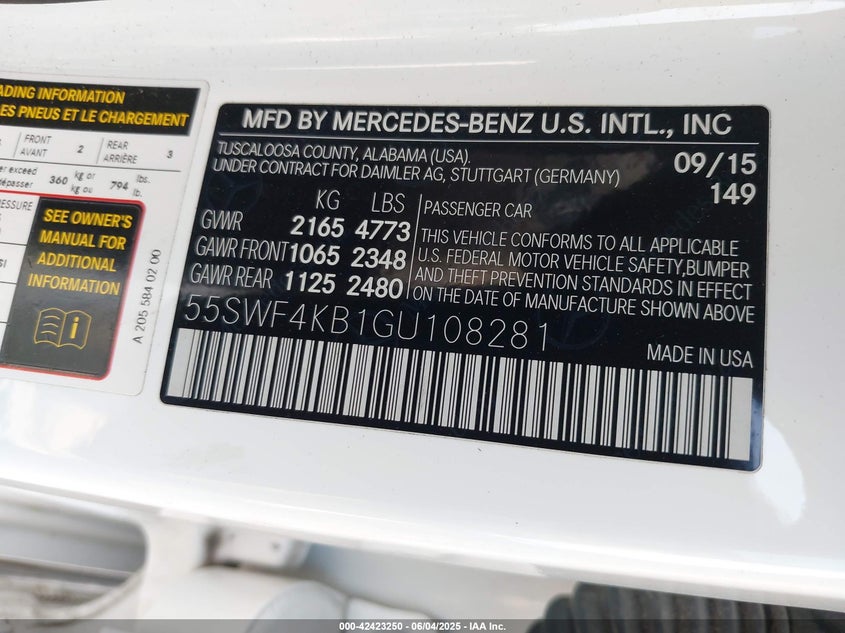 ADING INFORMATION
ES PNEUS ET LE CHARGEMENT
FRONT
AVANT
2
REAR
ARRIÈRE
3
er exceed
dépasser
360
kg or
kg ou
794
lbs.
lb.
ESSURE
SEE OWNER'S
MANUAL FOR
ADDITIONAL
INFORMATION
A 205 584 02 00
MFD BY MERCEDES-BENZ U.S. INTL., INC
TUSCALOOSA COUNTY, ALABAMA (USA).
UNDER CONTRACT FOR DAIMLER AG, STUTTGART (GERMANY)
09/15
149
KG LBS
GVWR 2165 4773
GAWR FRONT 1065 2348
GAWR REAR 1125 2480
PASSENGER CAR
THIS VEHICLE CONFORMS TO ALL APPLICABLE
U.S. FEDERAL MOTOR VEHICLE SAFETY,BUMPER
AND THEFT PREVENTION STANDARDS IN EFFECT
ON THE DATE OF MANUFACTURE SHOWN ABOVE
55SWF4KB1GU108281
MADE IN USA
000-42423250 - 06/04/2025 - IAA Inc.